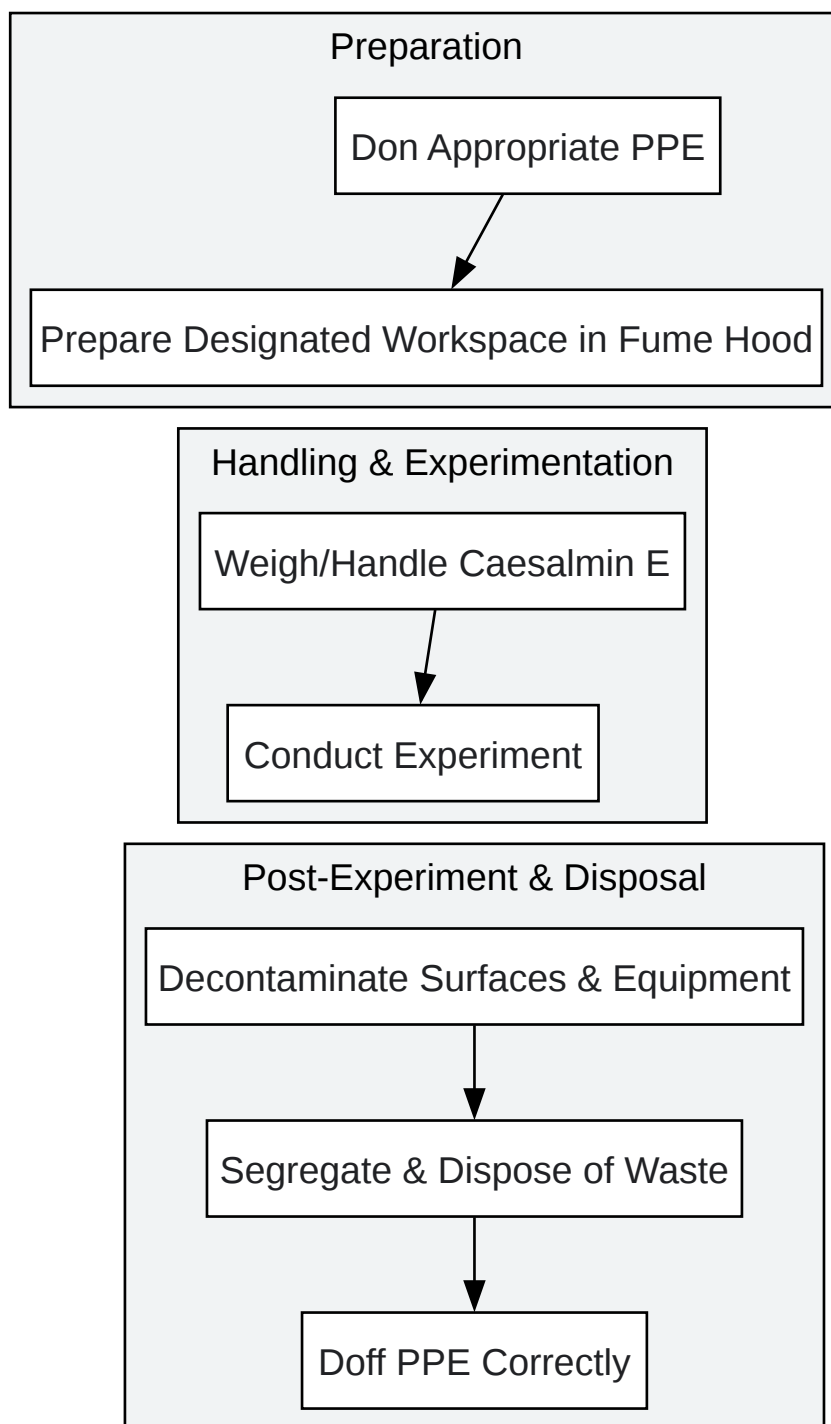 Preparation
Don Appropriate PPE
Prepare Designated Workspace in Fume Hood
Handling & Experimentation
Weigh/Handle Caesalmin E
Conduct Experiment
Post-Experiment & Disposal
Decontaminate Surfaces & Equipment
Segregate & Dispose of Waste
Doff PPE Correctly